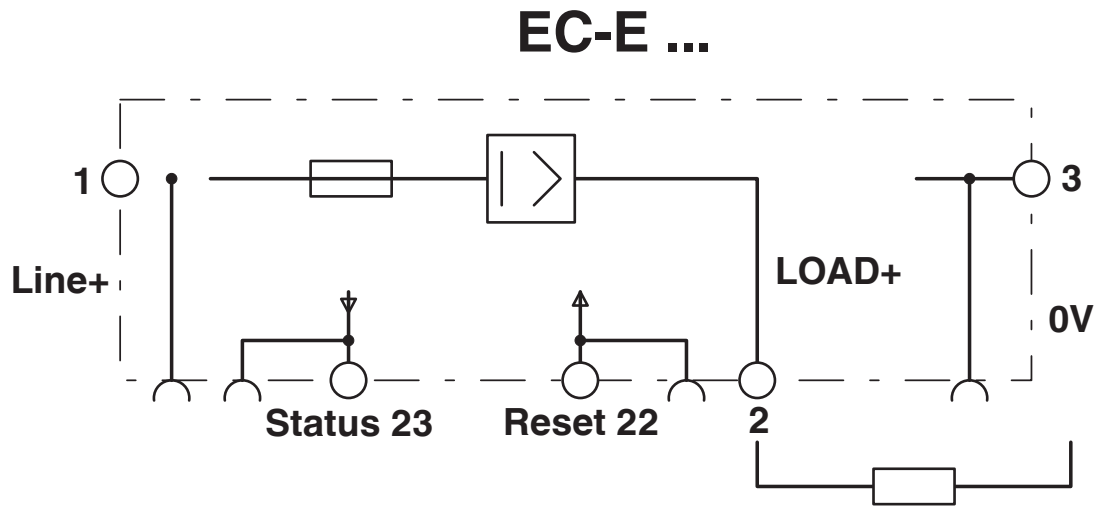 EC-E ...
1
3
Line+
LOAD+
0V
Status 23
Reset 22
2